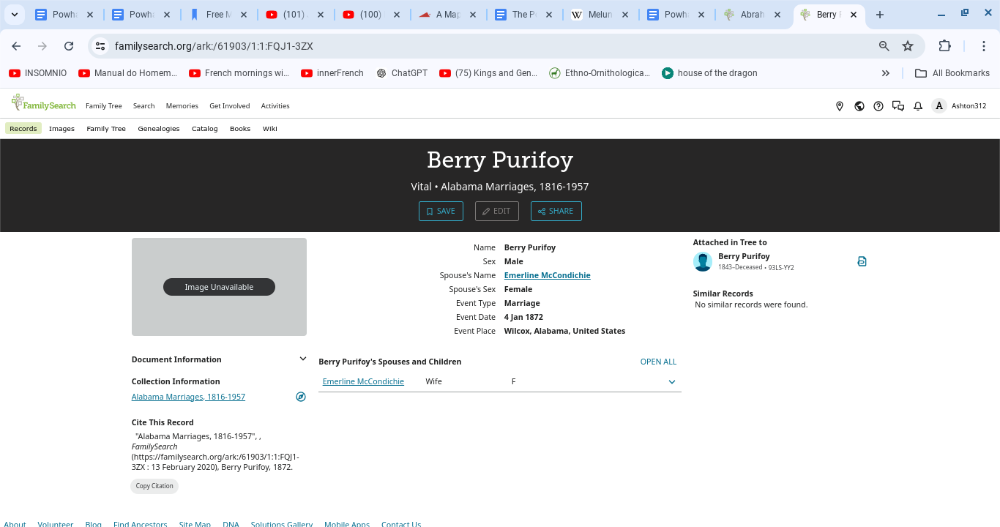 Powha
Powha
Free M
(101)
(100)
A Map
The P
Melun
Powha
Abrah
Berry P
familysearch.org/ark:/61903/1:1:FQJ1-3ZX
INSOMNIO
Manual do Homem...
French mornings wi...
innerFrench
ChatGPT
(75) Kings and Gen...
Ethno-Ornithologica...
house of the dragon
All Bookmarks
FamilySearch
Family Tree
Search
Memories
Get Involved
Activities
A
Ashton312
Records
Images
Family Tree
Genealogies
Catalog
Books
Wiki
Berry Purifoy
Vital • Alabama Marriages, 1816-1957
SAVE
EDIT
SHARE
Image Unavailable
Name Berry Purifoy
Sex Male
Spouse's Name Emerline McCondichie
Spouse's Sex Female
Event Type Marriage
Event Date 4 Jan 1872
Event Place Wilcox, Alabama, United States
Attached in Tree to
Berry Purifoy
1843–Deceased • 93LS-YY2
Similar Records
No similar records were found.
Document Information
Collection Information
Alabama Marriages, 1816-1957
Cite This Record
"Alabama Marriages, 1816-1957", ,
FamilySearch
(https://familysearch.org/ark:/61903/1:1:FQJ1-
3ZX : 13 February 2020), Berry Purifoy, 1872.
Copy Citation
Berry Purifoy's Spouses and Children
OPEN ALL
Emerline McCondichie Wife F
About
Volunteer
Blog
Find Ancestors
Site Map
DNA
Solutions Gallery
Mobile Apps
Contact Us